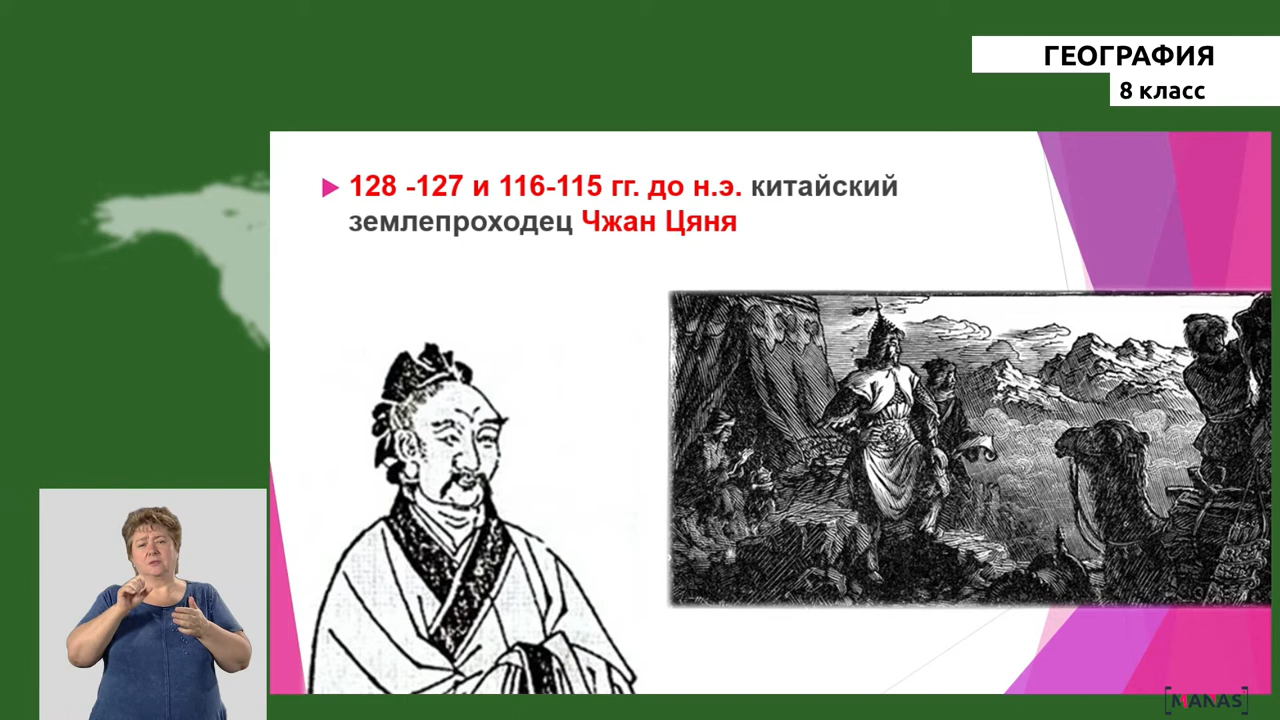 ГЕОГРАФИЯ
8 класс
128 -127 и 116-115 гг. до н.э. китайский
землепроходец Чжан Цяня
[MANAS]